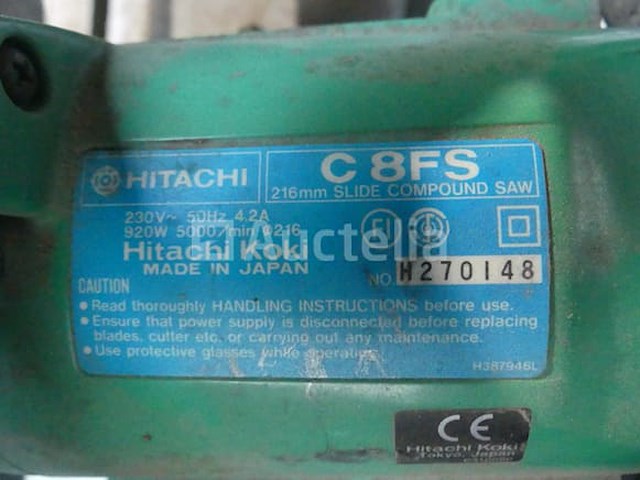 HITACHI
C 8FS
216mm SLIDE COMPOUND SAW
230V~ 50Hz 4.2A
920W 5000/min Φ216
Hitachi Koki
MADE IN JAPAN
NO H270148
CAUTION
• Read thoroughly HANDLING INSTRUCTIONS before use.
• Ensure that power supply is disconnected before replacing
blades, cutter etc. or carrying out any maintenance.
• Use protective glasses while operation.
H387946L
CE
Hitachi Koki
Tokyo, Japan